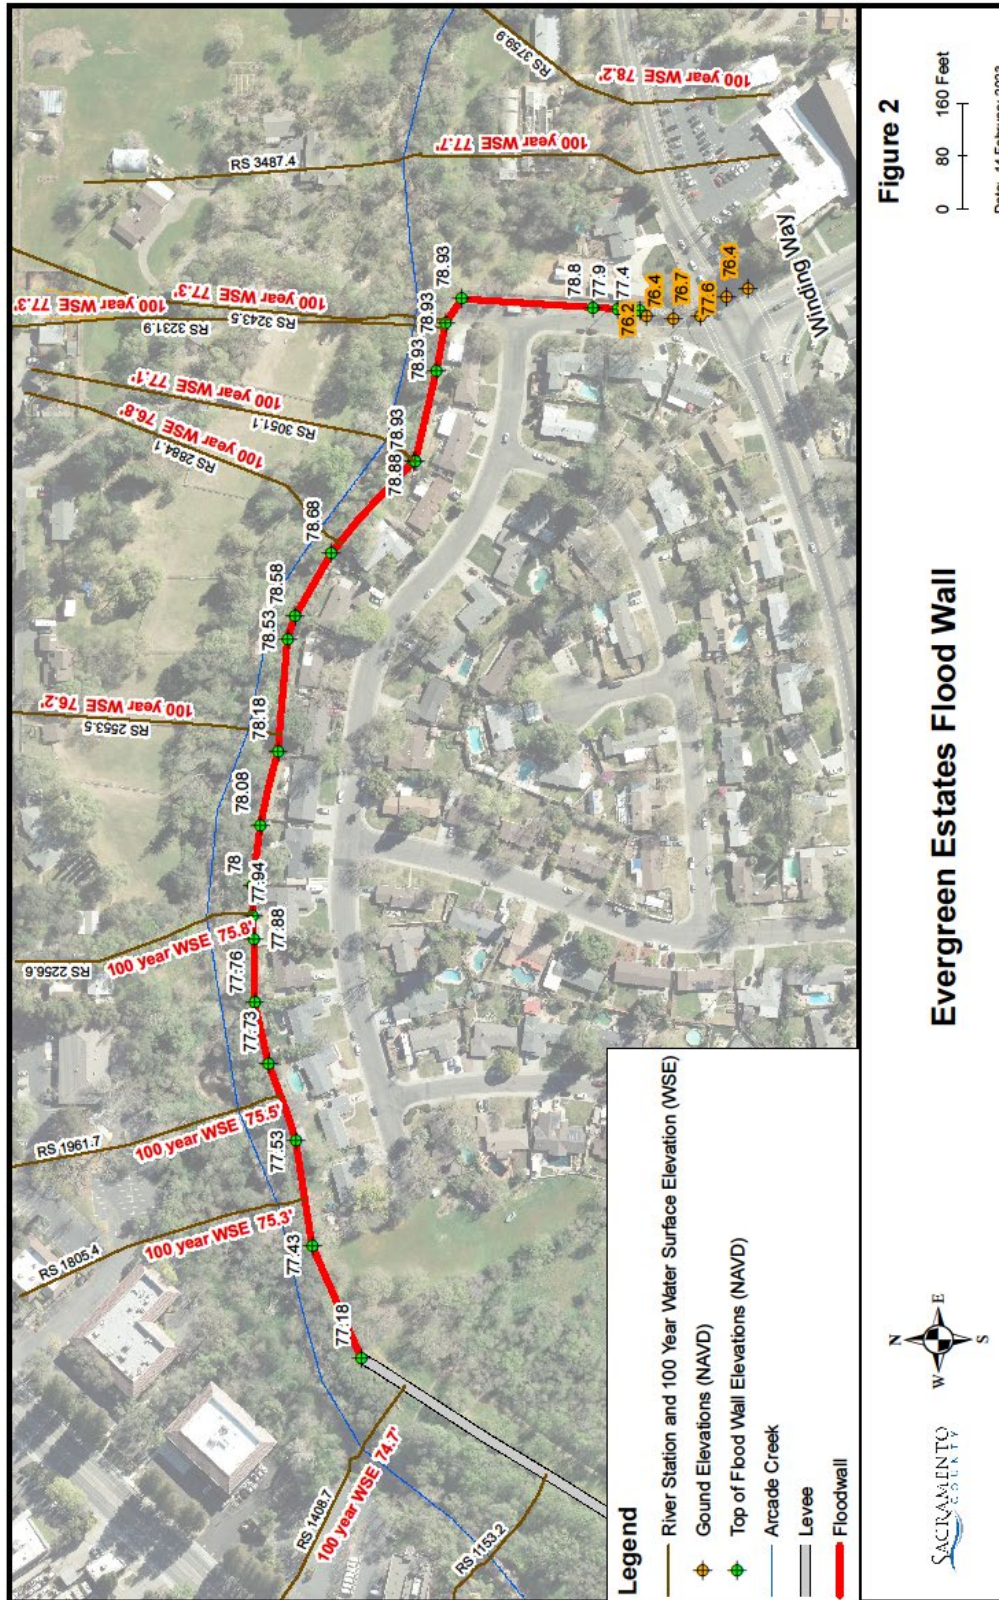 RS 1153.2
RS 1408.7
100 year WSE 74.7'
RS 1805.4
100 year WSE 75.3'
RS 1961.7
100 year WSE 75.5'
RS 2256.6
100 year WSE 75.8'
RS 2553.5
100 year WSE 76.2'
RS 2884.1
100 year WSE 76.8'
RS 3051.1
100 year WSE 77.1'
RS 3231.9
100 year WSE 77.3'
RS 3243.5
100 year WSE 77.3'
RS 3487.4
100 year WSE 77.7'
RS 3759.9
100 year WSE 78.2'
77.18
77.43
77.53
77.73
77.76
77.88
77.94
78
78.08
78.18
78.53
78.58
78.68
78.88
78.93
78.93
78.93
78.93
78.8
77.9
77.4
76.2
76.4
76.7
77.6
76.4
Winding Way
Legend
River Station and 100 Year Water Surface Elevation (WSE)
Ground Elevations (NAVD)
Top of Flood Wall Elevations (NAVD)
Arcade Creek
Levee
Floodwall
SACRAMENTO
COUNTY
N
W E
S
Evergreen Estates Flood Wall
Figure 2
0 80 160 Feet